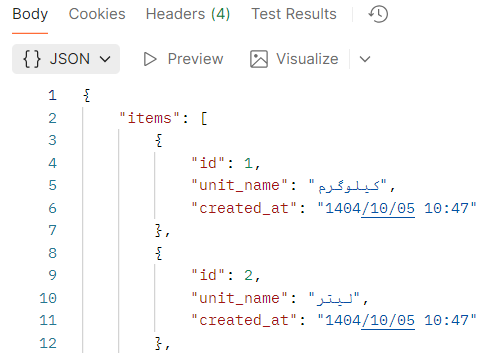 Body Cookies Headers (4) Test Results
{} JSON Preview Visualize
1 {
2 "items": [
3 {
4 "id": 1,
5 "unit_name": "کیلوگرم",
6 "created_at": "1404/10/05 10:47"
7 },
8 {
9 "id": 2,
10 "unit_name": "لیتر",
11 "created_at": "1404/10/05 10:47"
12 },